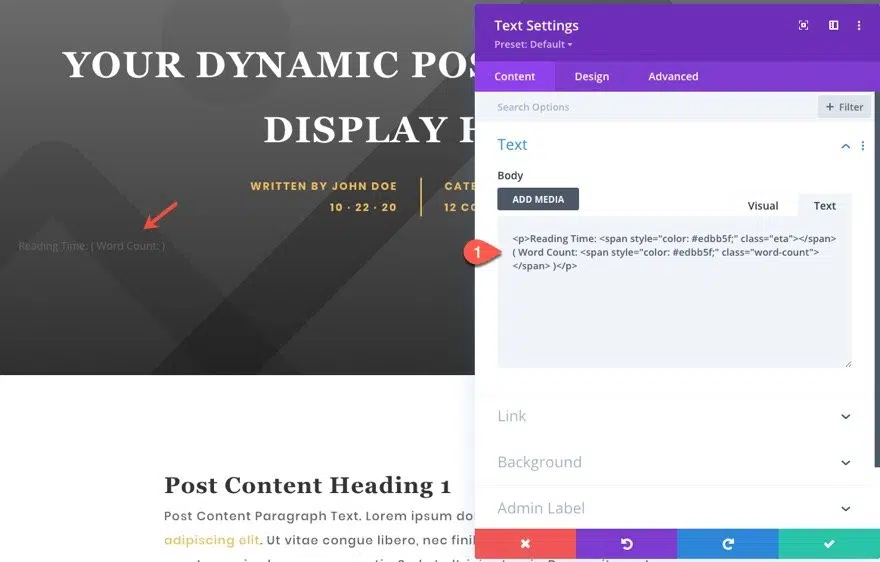 YOUR DYNAMIC POS
DISPLAY H
WRITTEN BY JOHN DOE
CATE
10 · 22 · 20
12 CO
Reading Time: ( Word Count: )
Post Content Heading 1
Post Content Paragraph Text. Lorem ipsum do
adipiscing elit. Ut vitae congue libero, nec fini
Text Settings
Preset: Default
Content
Design
Advanced
Search Options
+ Filter
Text
Body
ADD MEDIA
Visual
Text
1
<p>Reading Time: <span style="color: #edbb5f;" class="eta"></span>
( Word Count: <span style="color: #edbb5f;" class="word-count">
</span> )</p>
Link
Background
Admin Label